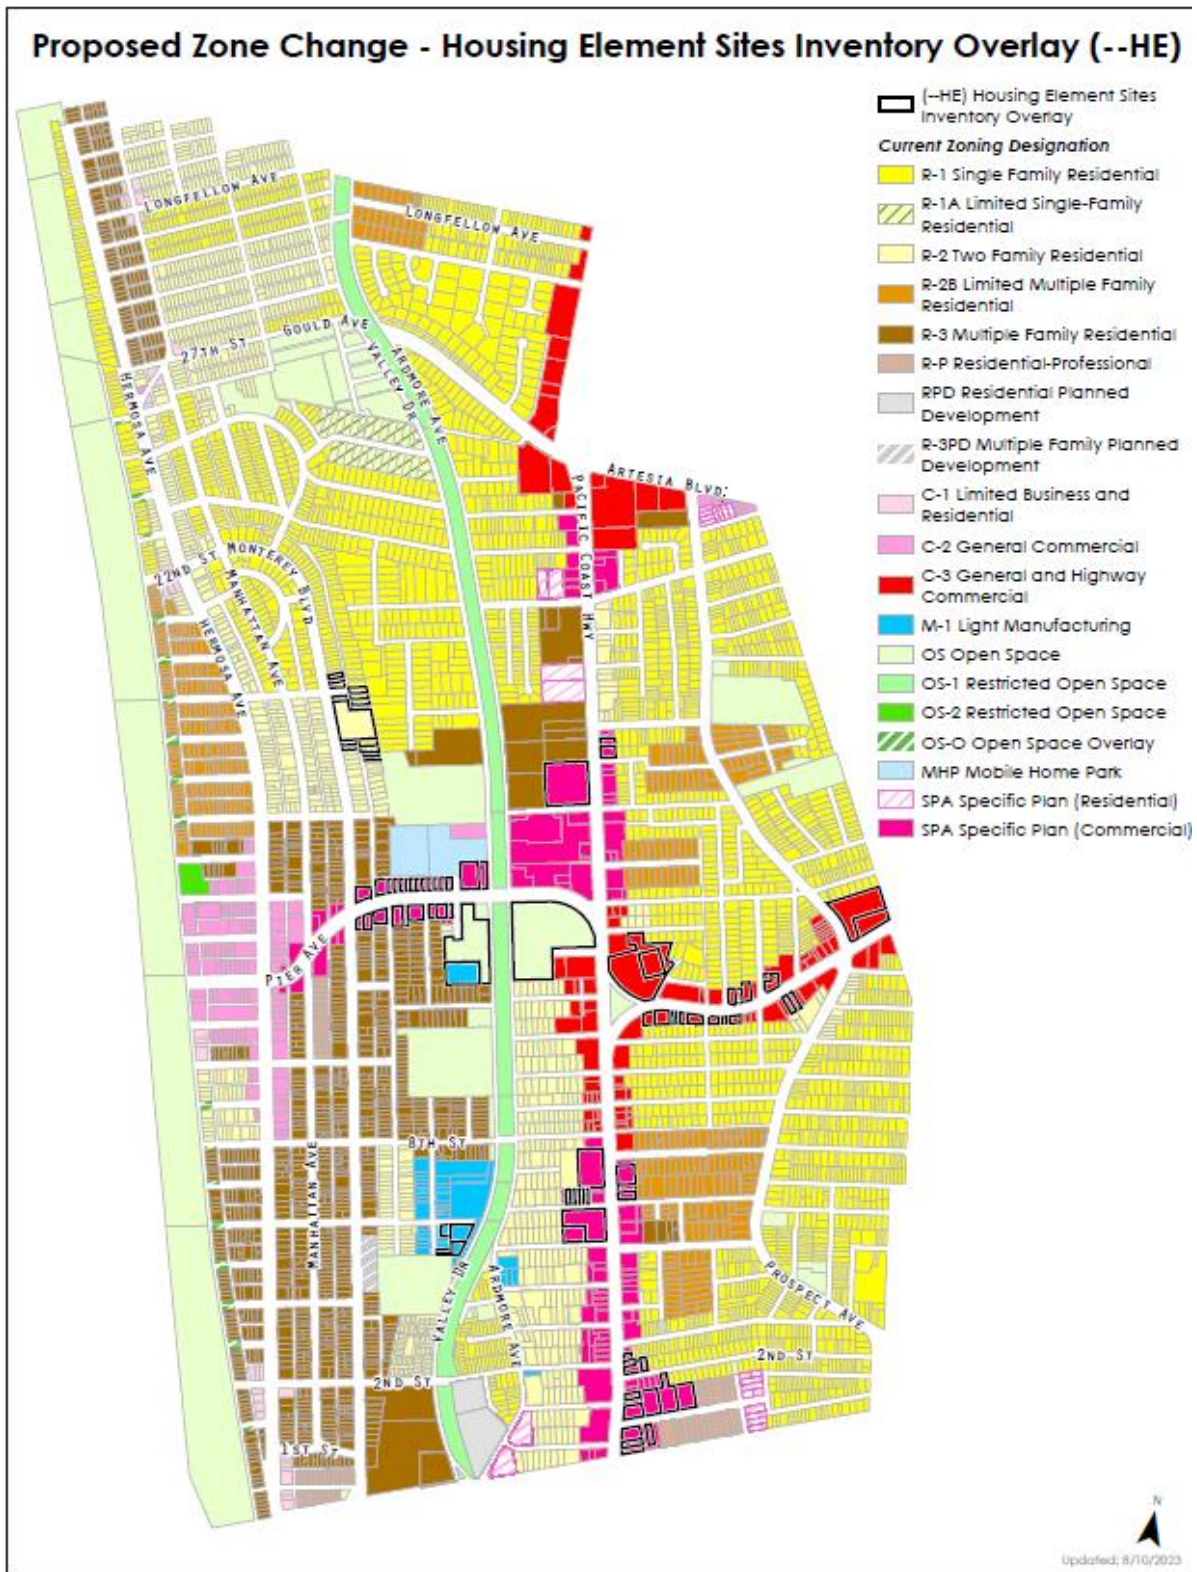 Proposed Zone Change - Housing Element Sites Inventory Overlay (--HE)
(--HE) Housing Element Sites
Inventory Overlay
Current Zoning Designation
R-1 Single Family Residential
R-1A Limited Single-Family
Residential
R-2 Two Family Residential
R-2B Limited Multiple Family
Residential
R-3 Multiple Family Residential
R-P Residential-Professional
RPD Residential Planned
Development
R-3PD Multiple Family Planned
Development
C-1 Limited Business and
Residential
C-2 General Commercial
C-3 General and Highway
Commercial
M-1 Light Manufacturing
OS Open Space
OS-1 Restricted Open Space
OS-2 Restricted Open Space
OS-O Open Space Overlay
MHP Mobile Home Park
SPA Specific Plan (Residential)
SPA Specific Plan (Commercial)
LONGFELLOW AVE
LONGFELLOW AVE
27TH ST
GOULD AVE
VALLEY DR
ARDMORE AVE
HERMOSA AVE
ARTESIA BLVD.
PACIFIC COAST HWY
22ND ST
MONTEREY BLVD
MANHATTAN AVE
HERMOSA AVE
PIER AVE
8TH ST
MANHATTAN AVE
VALLEY DR
ARDMORE AVE
PROSPECT AVE
2ND ST
2ND ST
1ST ST
N
Updated: 8/10/2023